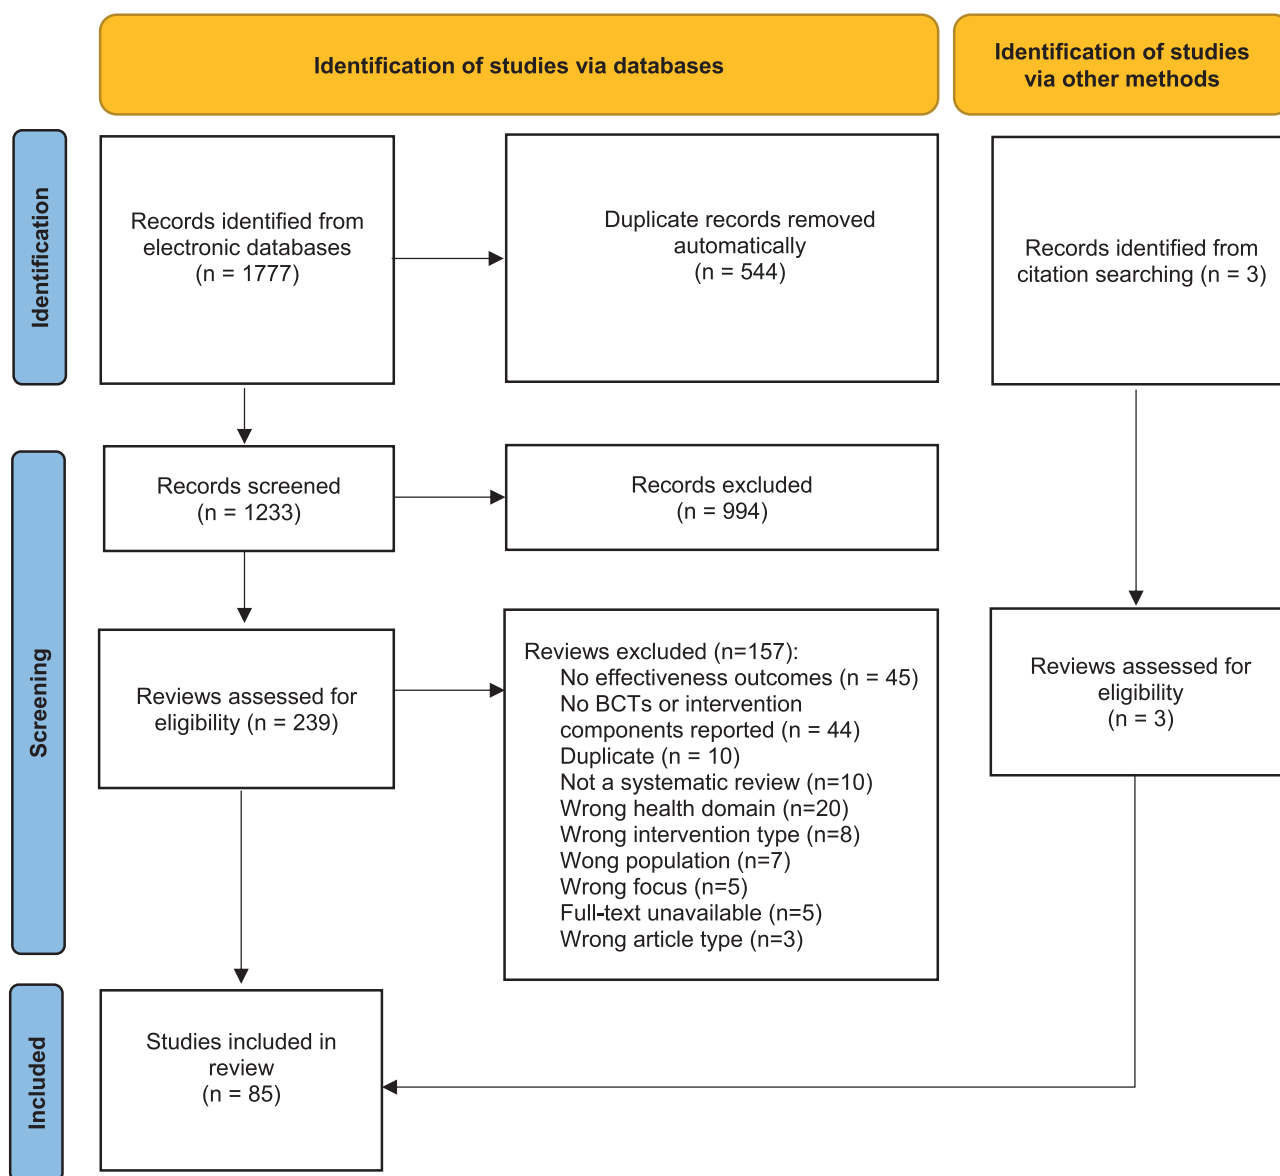 Identification of studies via databases
Identification of studies
via other methods
Identification
Records identified from
electronic databases
(n = 1777)
Duplicate records removed
automatically
(n = 544)
Records identified from
citation searching (n = 3)
Screening
Records screened
(n = 1233)
Records excluded
(n = 994)
Reviews assessed for
eligibility (n = 239)
Reviews excluded (n=157):
No effectiveness outcomes (n = 45)
No BCTs or intervention
components reported (n = 44)
Duplicate (n = 10)
Not a systematic review (n=10)
Wrong health domain (n=20)
Wrong intervention type (n=8)
Wong population (n=7)
Wrong focus (n=5)
Full-text unavailable (n=5)
Wrong article type (n=3)
Reviews assessed for
eligibility
(n = 3)
Included
Studies included in
review
(n = 85)